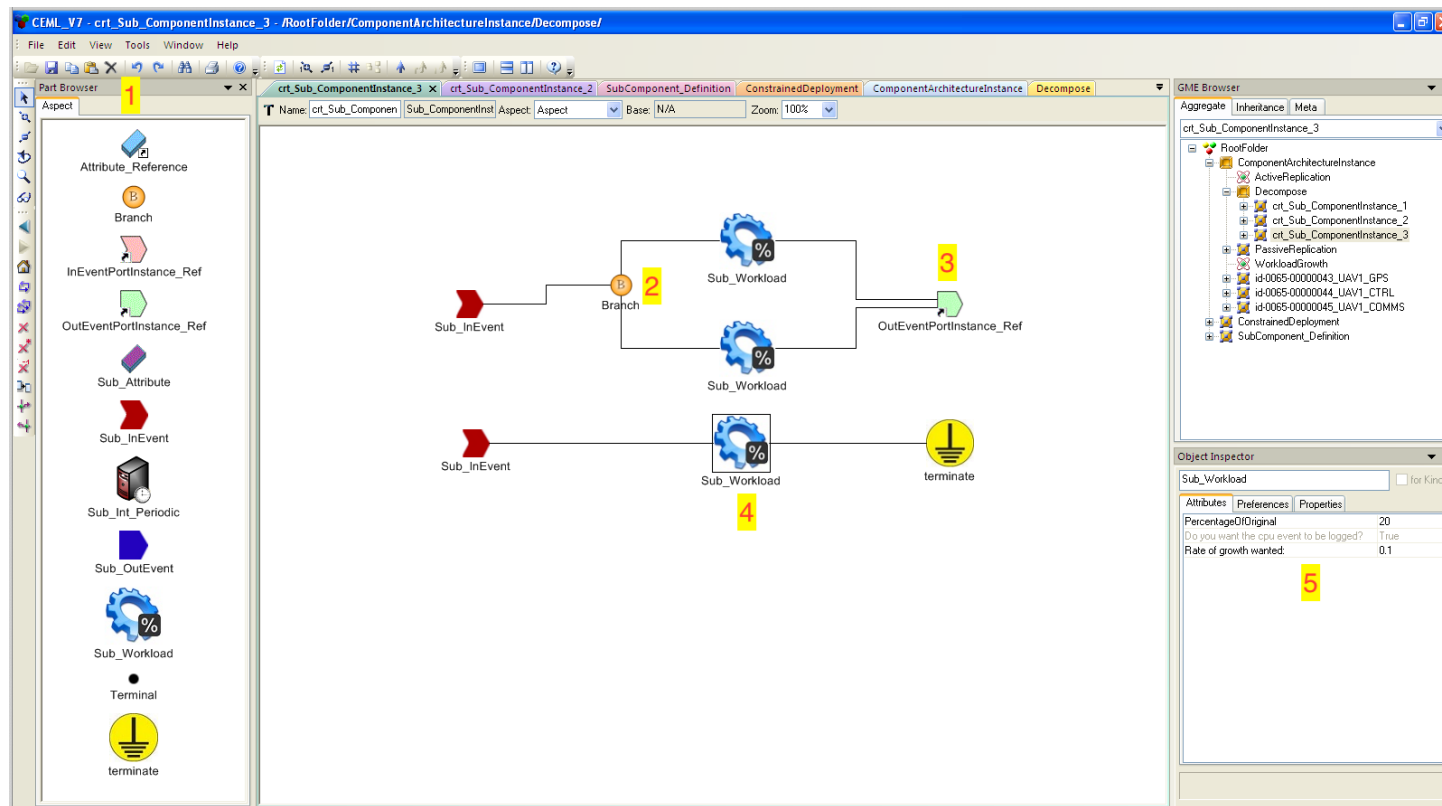 CEML_V7 - crt_Sub_ComponentInstance_3 - /RootFolder/ComponentArchitectureInstance/Decompose/
File Edit View Tools Window Help
Part Browser
1
Aspect
Attribute_Reference
B
Branch
InEventPortInstance_Ref
OutEventPortInstance_Ref
Sub_Attribute
Sub_InEvent
Sub_Int_Periodic
Sub_OutEvent
%
Sub_Workload
Terminal
terminate
crt_Sub_ComponentInstance_3 crt_Sub_ComponentInstance_2 SubComponent_Definition ConstrainedDeployment ComponentArchitectureInstance Decompose
T Name: crt_Sub_Componen Sub_ComponentInst Aspect: Aspect Base: N/A Zoom: 100%
%
Sub_Workload
3
B
2
Branch
Sub_InEvent
OutEventPortInstance_Ref
%
Sub_Workload
Sub_InEvent
%
Sub_Workload
terminate
4
GME Browser
Aggregate Inheritance Meta
crt_Sub_ComponentInstance_3
RootFolder
ComponentArchitectureInstance
ActiveReplication
Decompose
crt_Sub_ComponentInstance_1
crt_Sub_ComponentInstance_2
crt_Sub_ComponentInstance_3
PassiveReplication
WorkloadGrowth
id-0065-00000043_UAV1_GPS
id-0065-00000044_UAV1_CTRL
id-0065-00000045_UAV1_COMMS
ConstrainedDeployment
SubComponent_Definition
Object Inspector
Sub_Workload for Kind
Attributes Preferences Properties
PercentageOfOriginal 20
Do you want the cpu event to be logged? True
Rate of growth wanted: 0.1
5